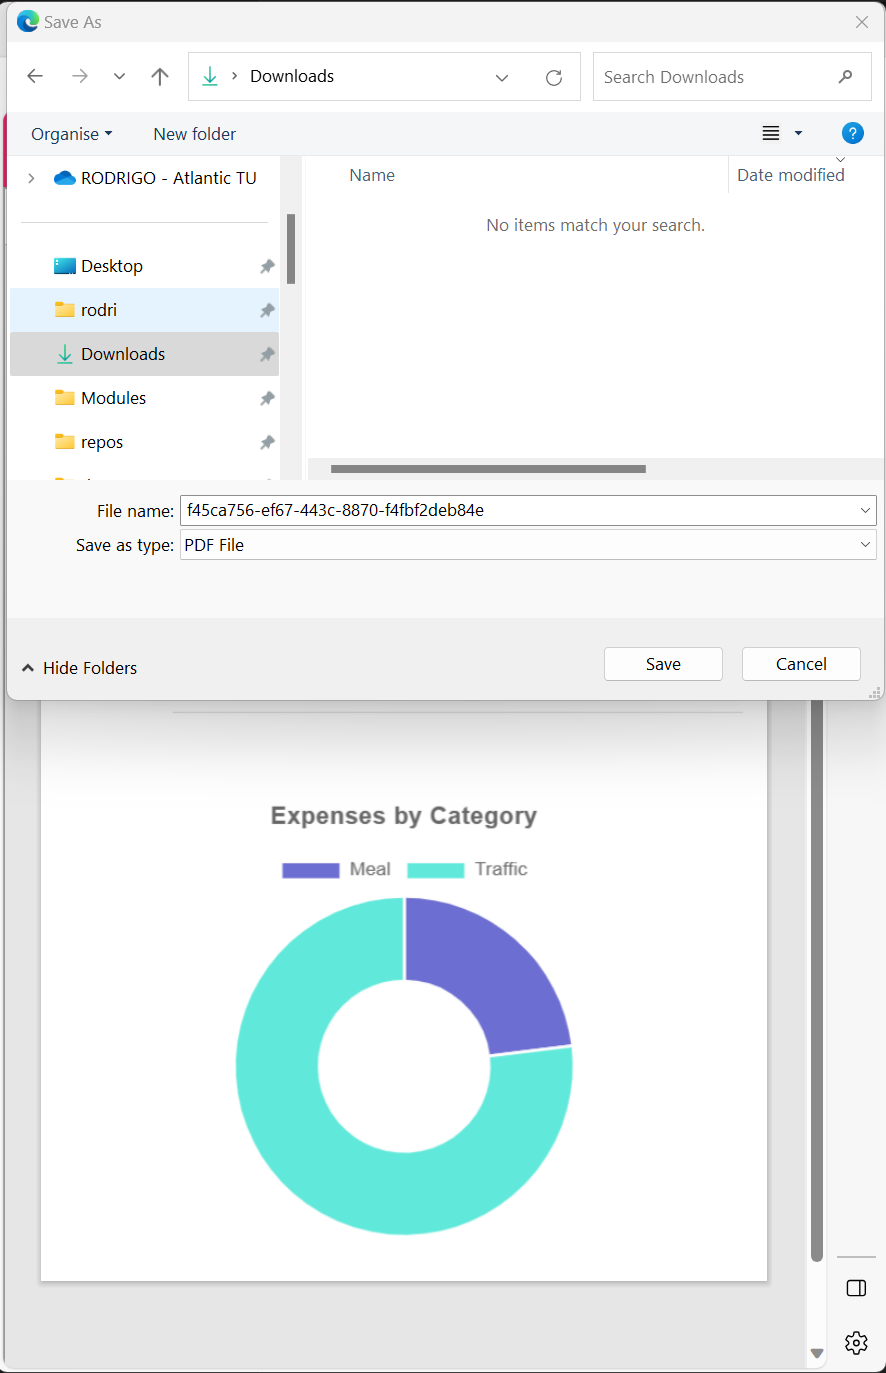 Save As
Downloads
Search Downloads
Organise
New folder
?
RODRIGO - Atlantic TU
Name
Date modified
No items match your search.
Desktop
rodri
Downloads
Modules
repos
File name: f45ca756-ef67-443c-8870-f4fbf2deb84e
Save as type: PDF File
Hide Folders
Save
Cancel
Expenses by Category
Meal
Traffic